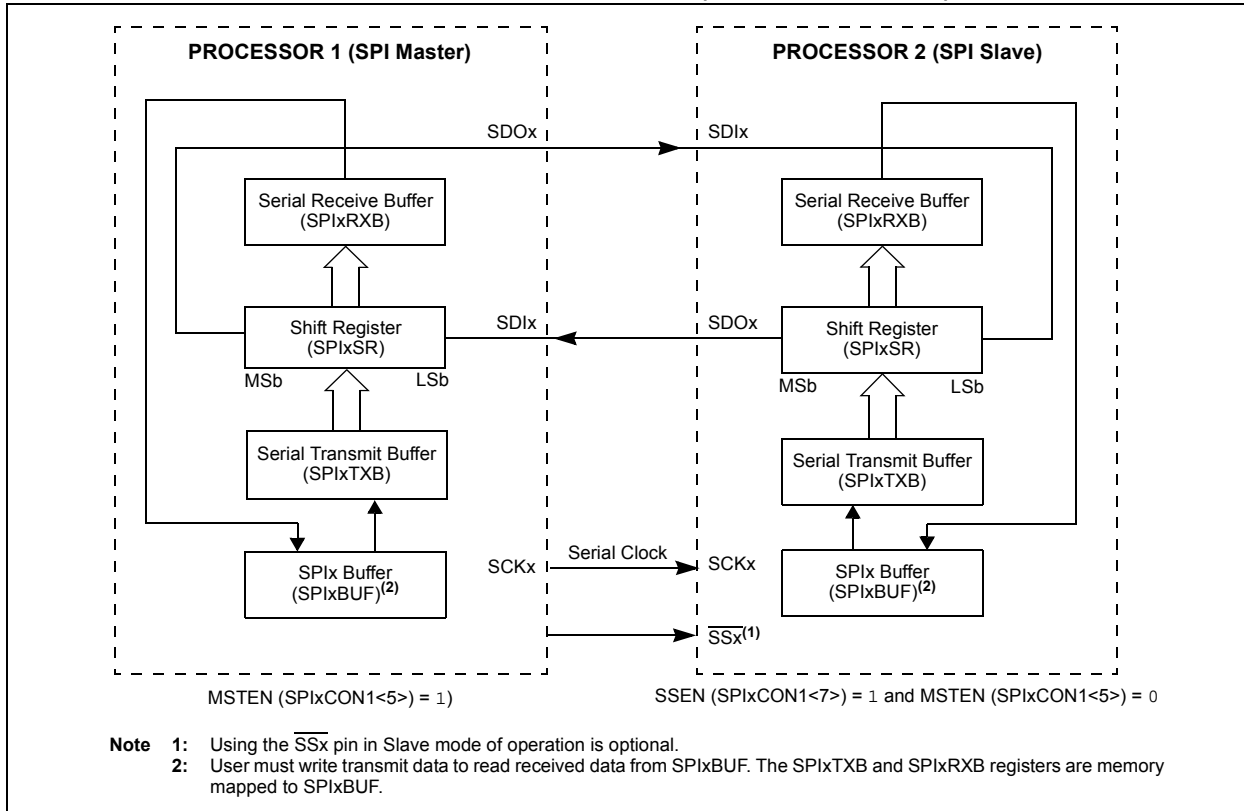 PROCESSOR 1 (SPI Master)
PROCESSOR 2 (SPI Slave)
SDOx
SDIx
Serial Receive Buffer
(SPIxRXB)
Serial Receive Buffer
(SPIxRXB)
Shift Register
(SPIxSR)
SDIx
SDOx
Shift Register
(SPIxSR)
MSb
LSb
MSb
LSb
Serial Transmit Buffer
(SPIxTXB)
Serial Transmit Buffer
(SPIxTXB)
SPIx Buffer
(SPIxBUF)(2)
SCKx
Serial Clock
SCKx
SPIx Buffer
(SPIxBUF)(2)
SSx(1)
MSTEN (SPIxCON1<5>) = 1)
SSEN (SPIxCON1<7>) = 1 and MSTEN (SPIxCON1<5>) = 0
Note 1: Using the SSx pin in Slave mode of operation is optional.
2: User must write transmit data to read received data from SPIxBUF. The SPIxTXB and SPIxRXB registers are memory
mapped to SPIxBUF.